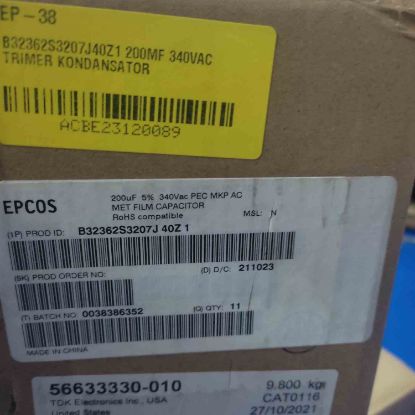 EP-38
B32362S3207J40Z1 200MF 340VAC
TRIMER KONDANSATOR
ACBE23120089
200uF 5% 340Vac PEC MKP AC
EPCOS MET FILM CAPACITOR
RoHS compatible MSL: N
(1P) PROD ID: B32362S3207J 40Z 1
(9K) PROD ORDER NO: (D) D/C: 211023
(T) BATCH NO: 0038386352 (Q) QTY: 11
MADE IN CHINA
56633330-010 9.800 kgs
TDK Electronics Inc., USA CAT0116
United States 27/10/2021